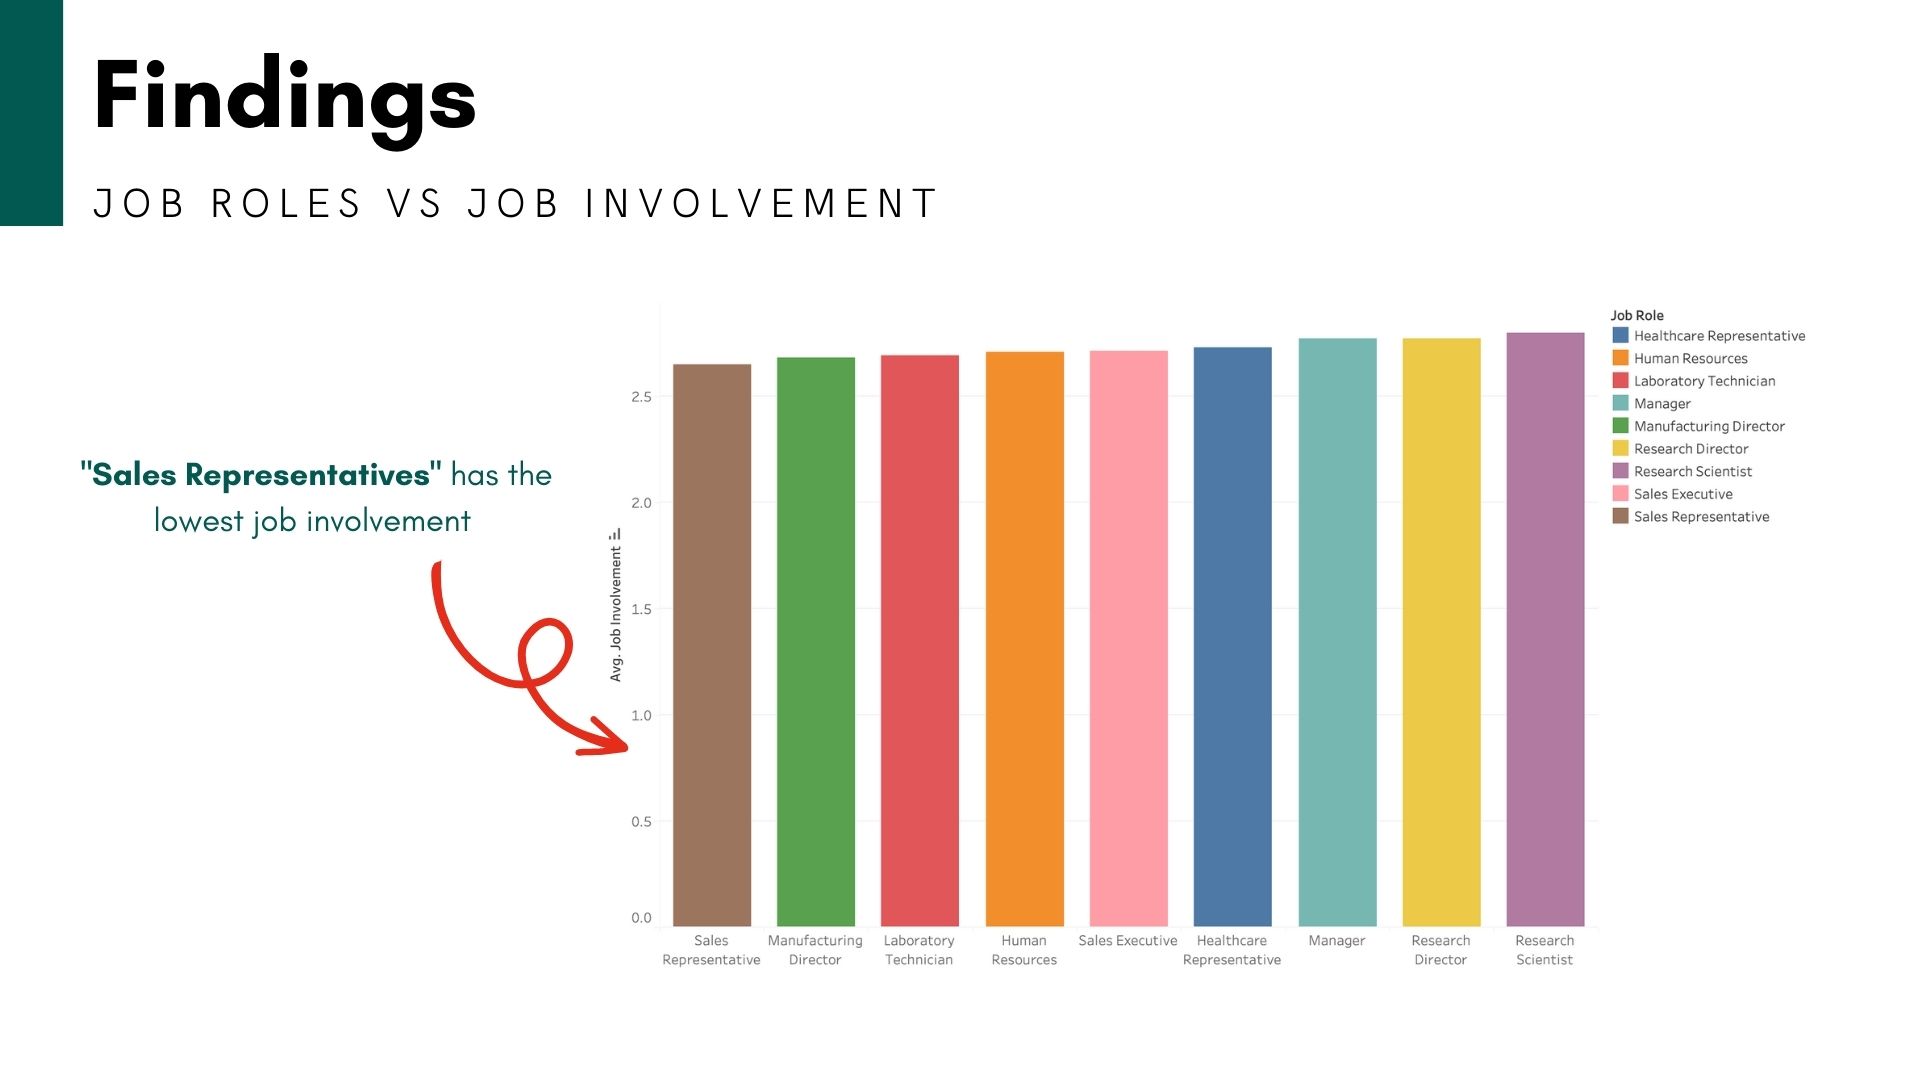 Findings
JOB ROLES VS JOB INVOLVEMENT
"Sales Representatives" has the
lowest job involvement
Avg. Job Involvement
2.5
2.0
1.5
1.0
0.5
0.0
Sales
Representative
Manufacturing
Director
Laboratory
Technician
Human
Resources
Sales Executive
Healthcare
Representative
Manager
Research
Director
Research
Scientist
Job Role
Healthcare Representative
Human Resources
Laboratory Technician
Manager
Manufacturing Director
Research Director
Research Scientist
Sales Executive
Sales Representative